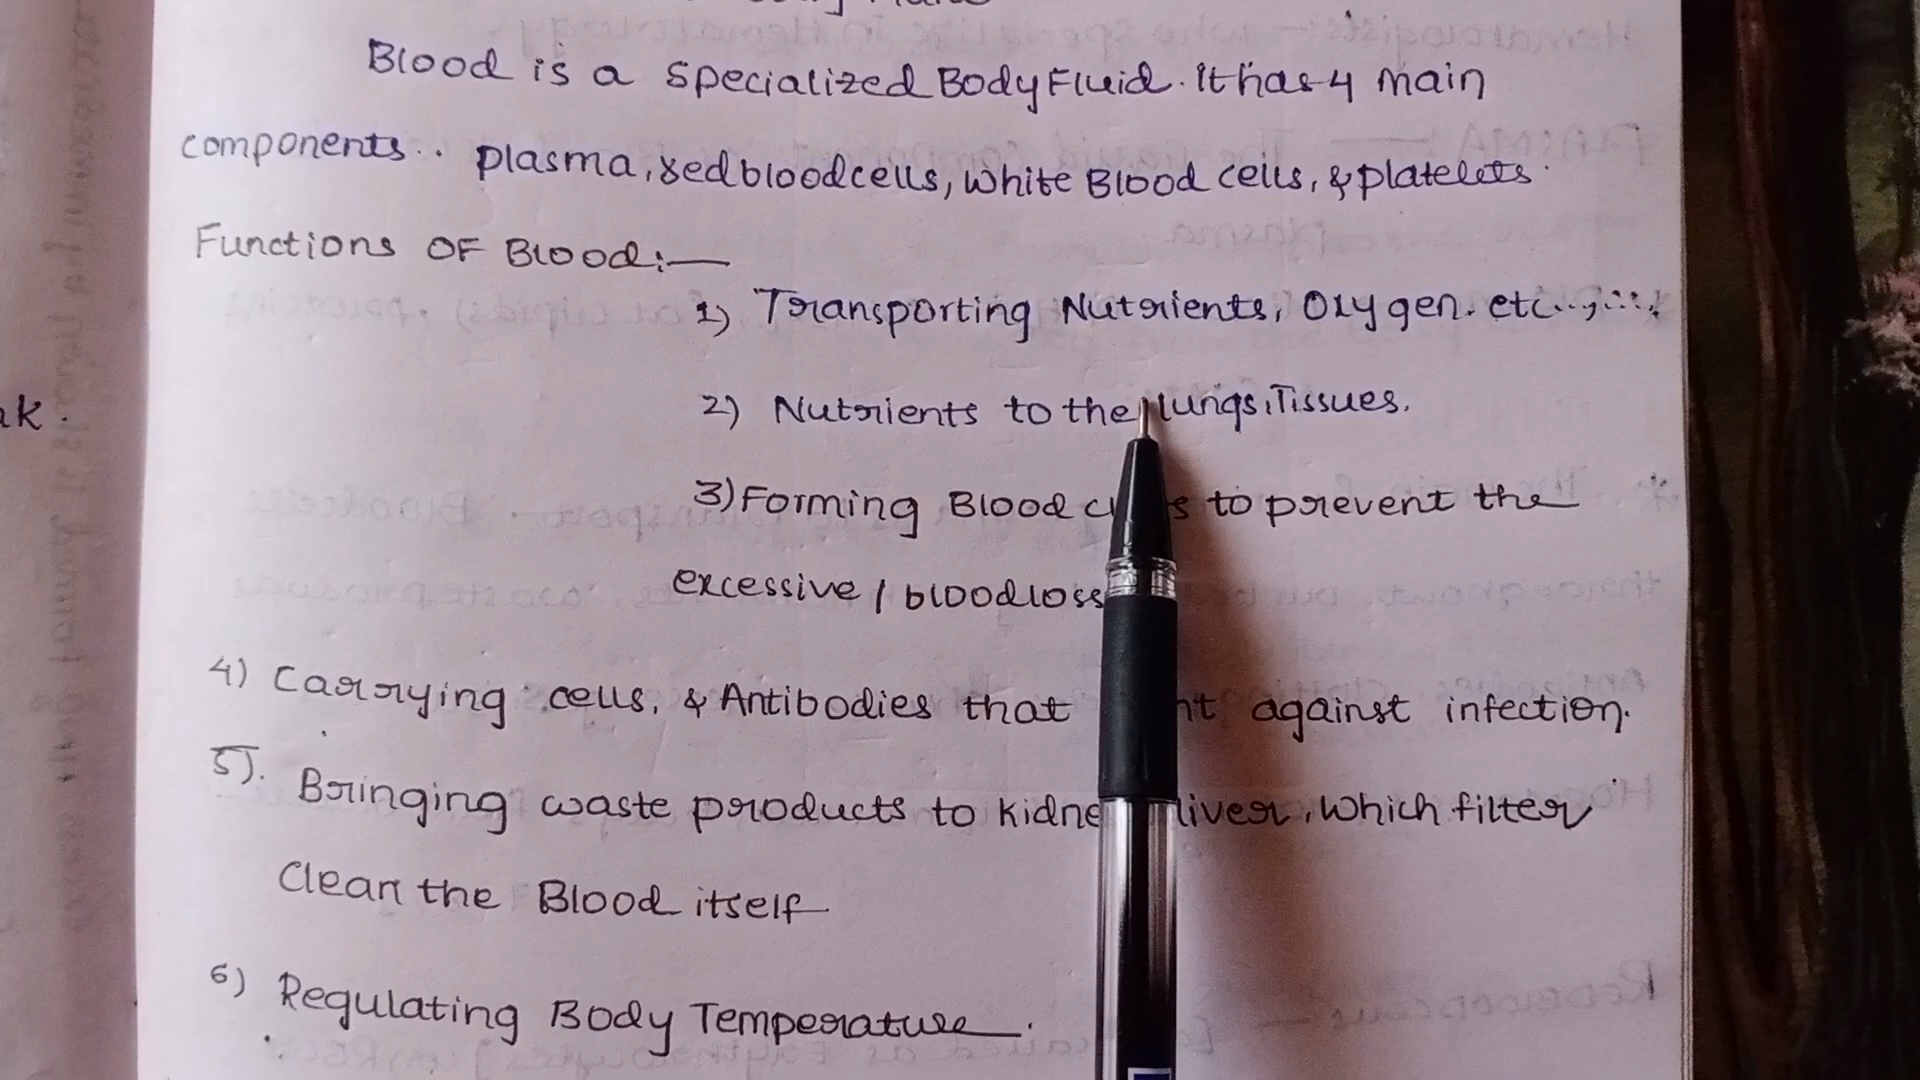 Blood is a specialized Body Fluid. It has 4 main
components.. plasma, red blood cells, White Blood cells, & platelets.
Functions OF Blood:—
1) Transporting Nutrients, Oxygen. etc..,...,
2) Nutrients to the lungs, Tissues.
ak.
3) Forming Blood to prevent the
excessive / bloodloss
4) Carrying cells, & Antibodies that against infection.
5). Bringing waste products to liver, which filter
Clean the Blood itself
6) Regulating Body Temperature.